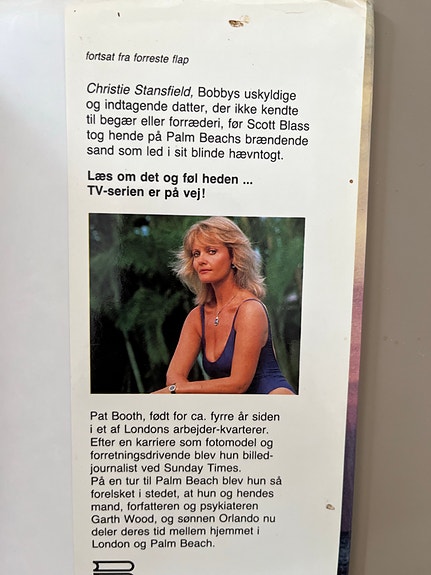 fortsat fra forreste flap
Christie Stansfield, Bobbys uskyldige
og indtagende datter, der ikke kendte
til begær eller forræderi, før Scott Blass
tog hende på Palm Beachs brændende
sand som led i sit blinde hævntogt.
Læs om det og føl heden ...
TV-serien er på vej!
Pat Booth, født for ca. fyrre år siden
i et af Londons arbejder-kvarterer.
Efter en karriere som fotomodel og
forretningsdrivende blev hun billed-
journalist ved Sunday Times.
På en tur til Palm Beach blev hun så
forelsket i stedet, at hun og hendes
mand, forfatteren og psykiateren
Garth Wood, og sønnen Orlando nu
deler deres tid mellem hjemmet i
London og Palm Beach.